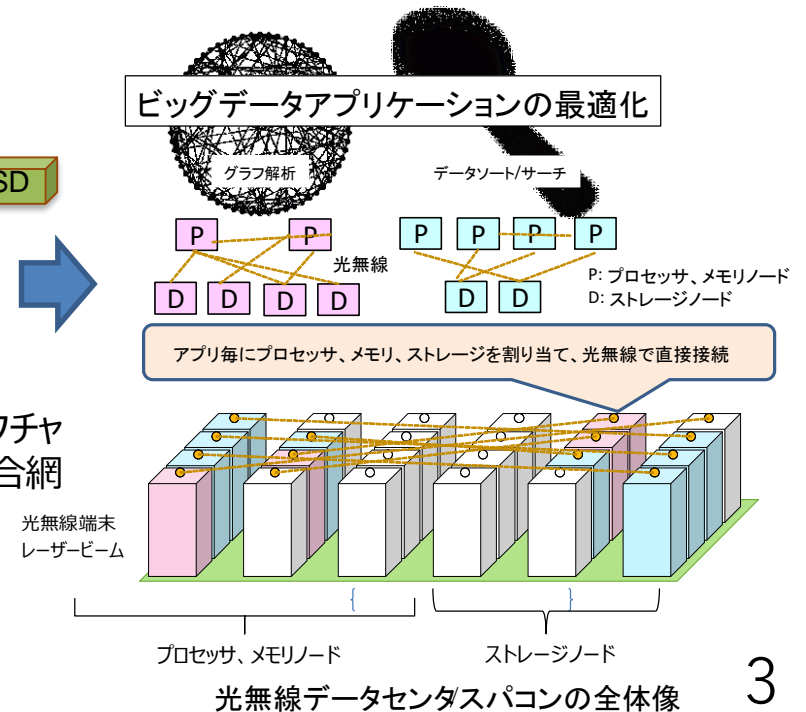 ビッグデータアプリケーションの最適化
グラフ解析
データソート/サーチ
SD
P P
P P P P
光無線
D D D D
D D
P: プロセッサ、メモリノード
D: ストレージノード
アプリ毎にプロセッサ、メモリ、ストレージを割り当て、光無線で直接接続
クチャ
合網
光無線端末
レーザービーム
プロセッサ、メモリノード
ストレージノード
光無線データセンタ/スパコンの全体像
3